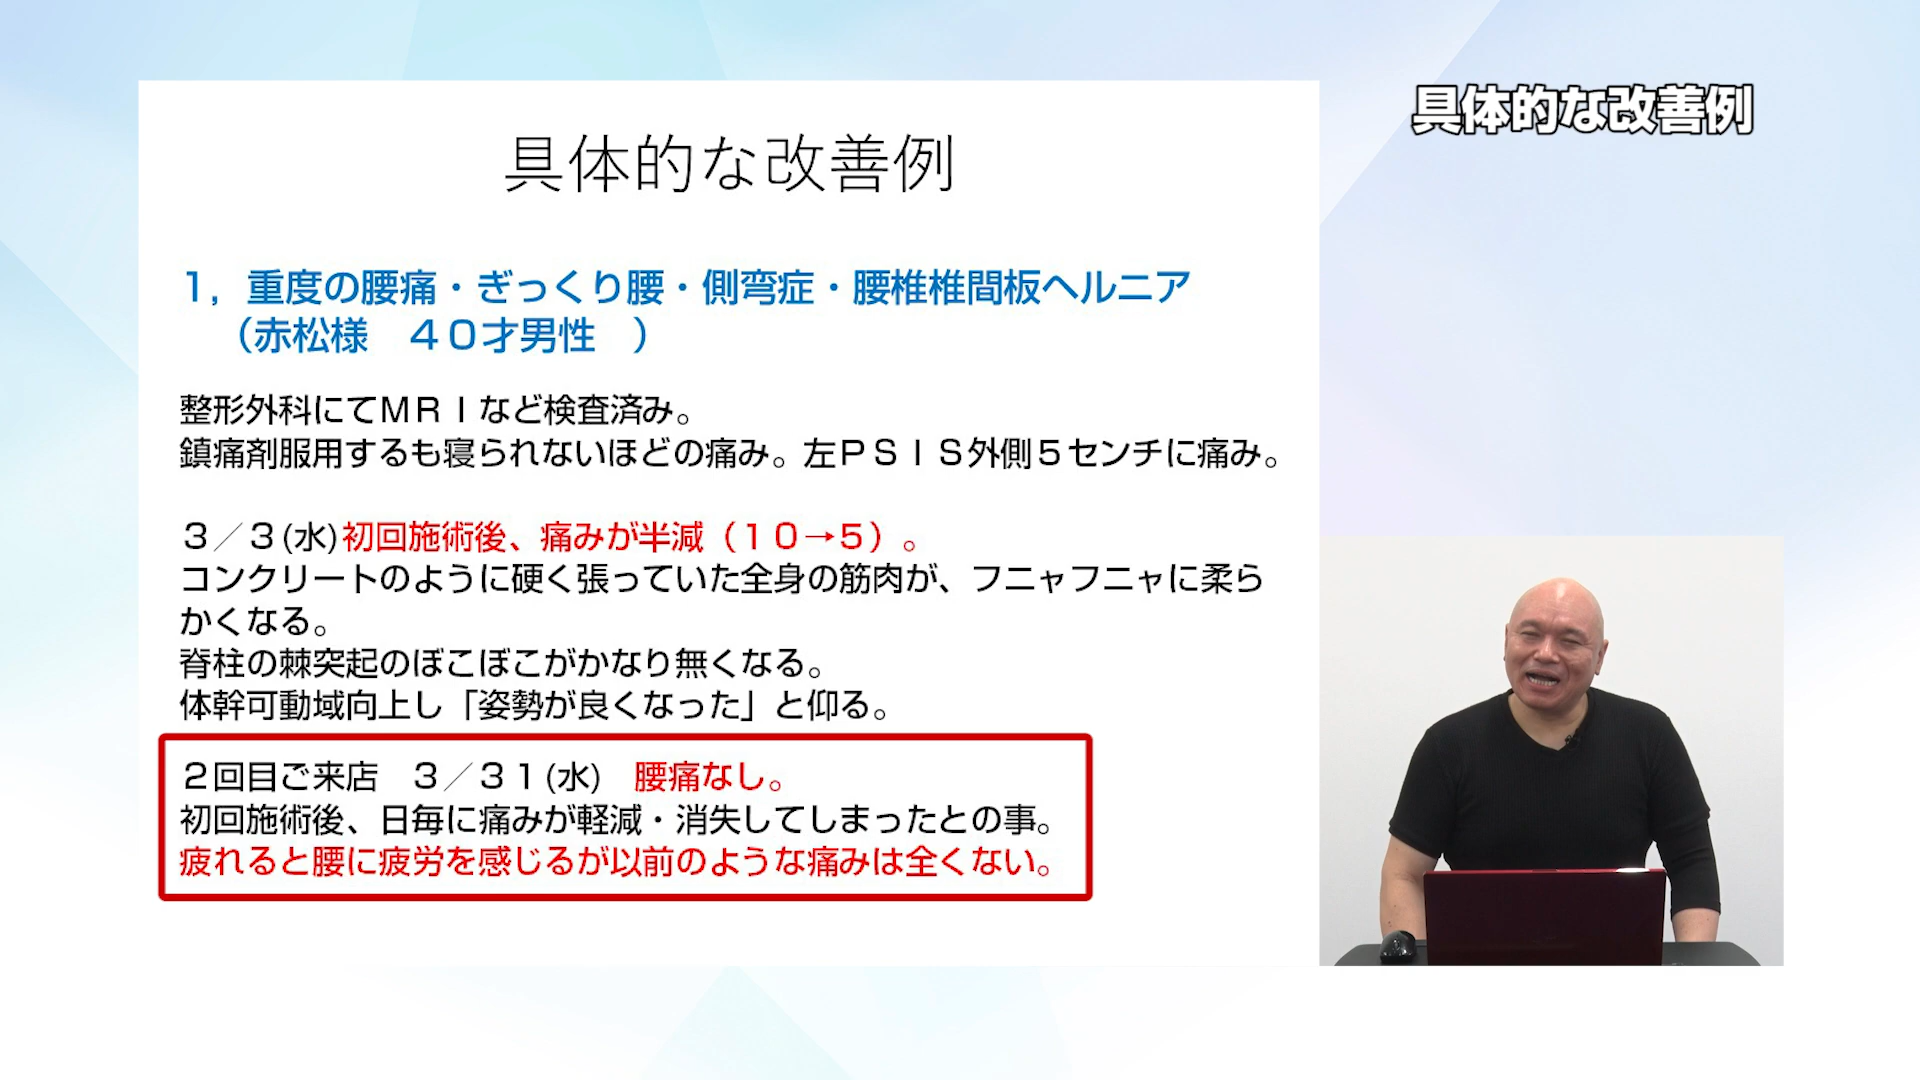 具体的な改善例
具体的な改善例
１，重度の腰痛・ぎっくり腰・側弯症・腰椎椎間板ヘルニア
（赤松様　４０才男性　）
整形外科にてＭＲＩなど検査済み。
鎮痛剤服用するも寝られないほどの痛み。左ＰＳＩＳ外側５センチに痛み。
３／３(水)初回施術後、痛みが半減（１０→５）。
コンクリートのように硬く張っていた全身の筋肉が、フニャフニャに柔ら
かくなる。
脊柱の棘突起のぼこぼこがかなり無くなる。
体幹可動域向上し「姿勢が良くなった」と仰る。
２回目ご来店　３／３１(水)　腰痛なし。
初回施術後、日毎に痛みが軽減・消失してしまったとの事。
疲れると腰に疲労を感じるが以前のような痛みは全くない。